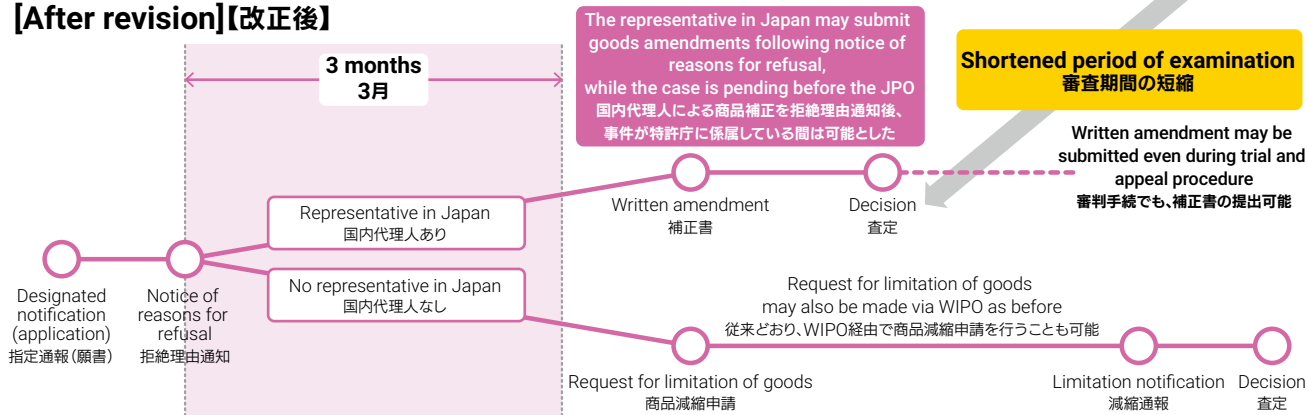 [After revision]【改正後】
3 months
3月
The representative in Japan may submit
goods amendments following notice of
reasons for refusal,
while the case is pending before the JPO
国内代理人による商品補正を拒絶理由通知後、
事件が特許庁に係属している間は可能とした
Shortened period of examination
審査期間の短縮
Written amendment may be
submitted even during trial and
appeal procedure
審判手続でも、補正書の提出可能
Representative in Japan
国内代理人あり
Written amendment
補正書
Decision
査定
No representative in Japan
国内代理人なし
Designated
notification
(application)
指定通報（願書）
Notice of
reasons for
refusal
拒絶理由通知
Request for limitation of goods
may also be made via WIPO as before
従来どおり、WIPO経由で商品減縮申請を行うことも可能
Request for limitation of goods
商品減縮申請
Limitation notification
減縮通報
Decision
査定